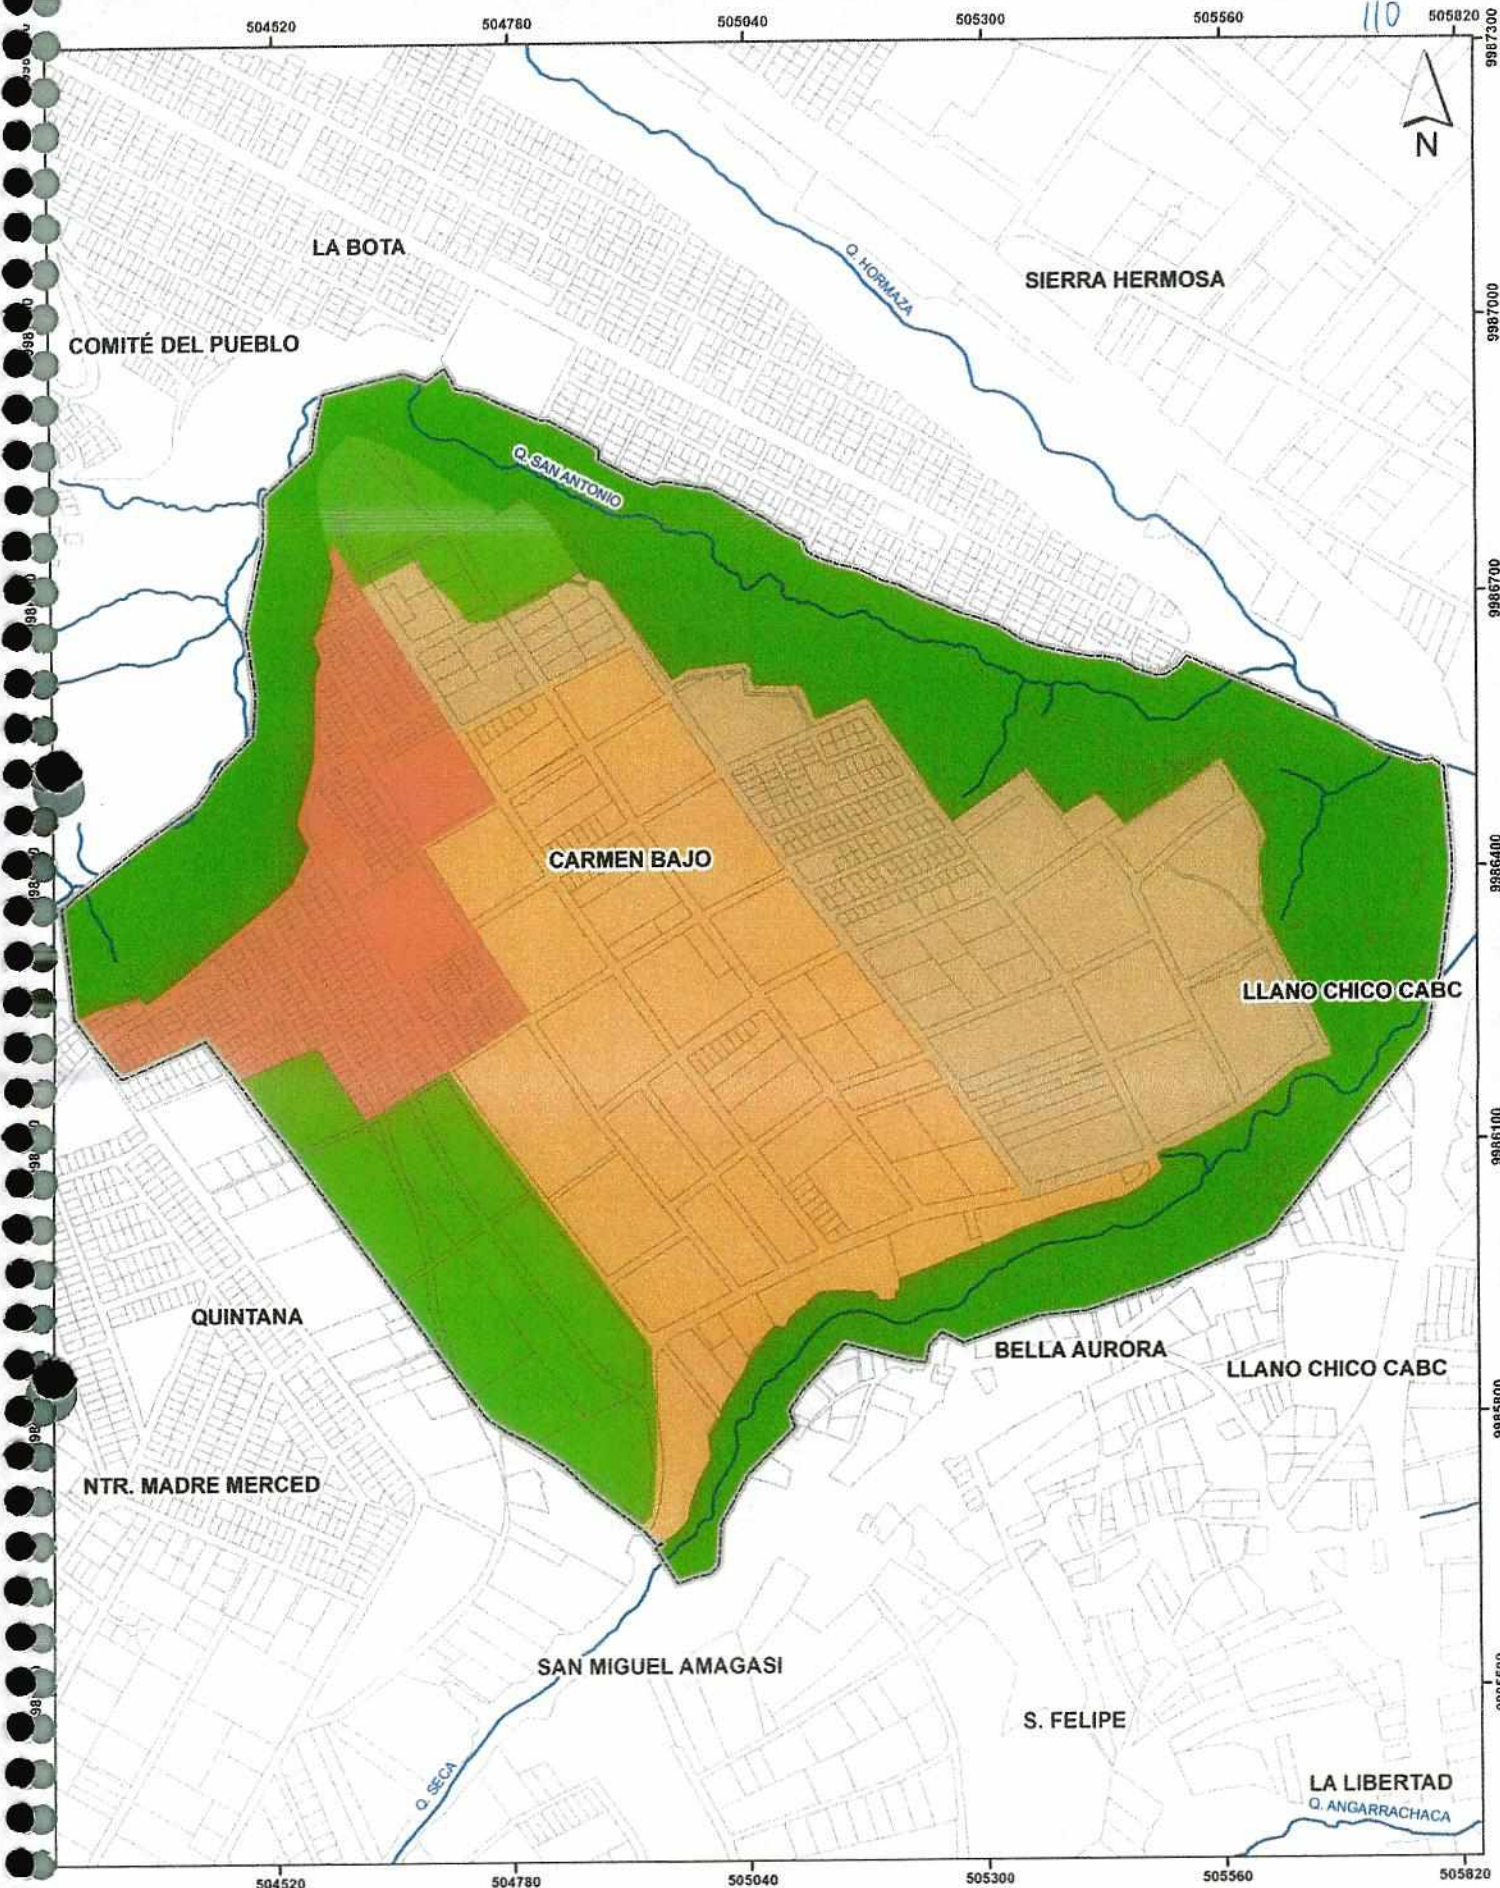 110
504520 504780 505040 505300 505560 505820
9987300
N
LA BOTA
Q. HORMAZA
SIERRA HERMOSA
9987000
COMITÉ DEL PUEBLO
Q. SAN ANTONIO
9986700
CARMEN BAJO
9986400
LLANO CHICO CABC
9986100
QUINTANA
BELLA AURORA
LLANO CHICO CABC
9985800
NTR. MADRE MERCED
SAN MIGUEL AMAGASI
S. FELIPE
Q. SECA
LA LIBERTAD
Q. ANGARRACHACA
504520 504780 505040 505300 505560 505820